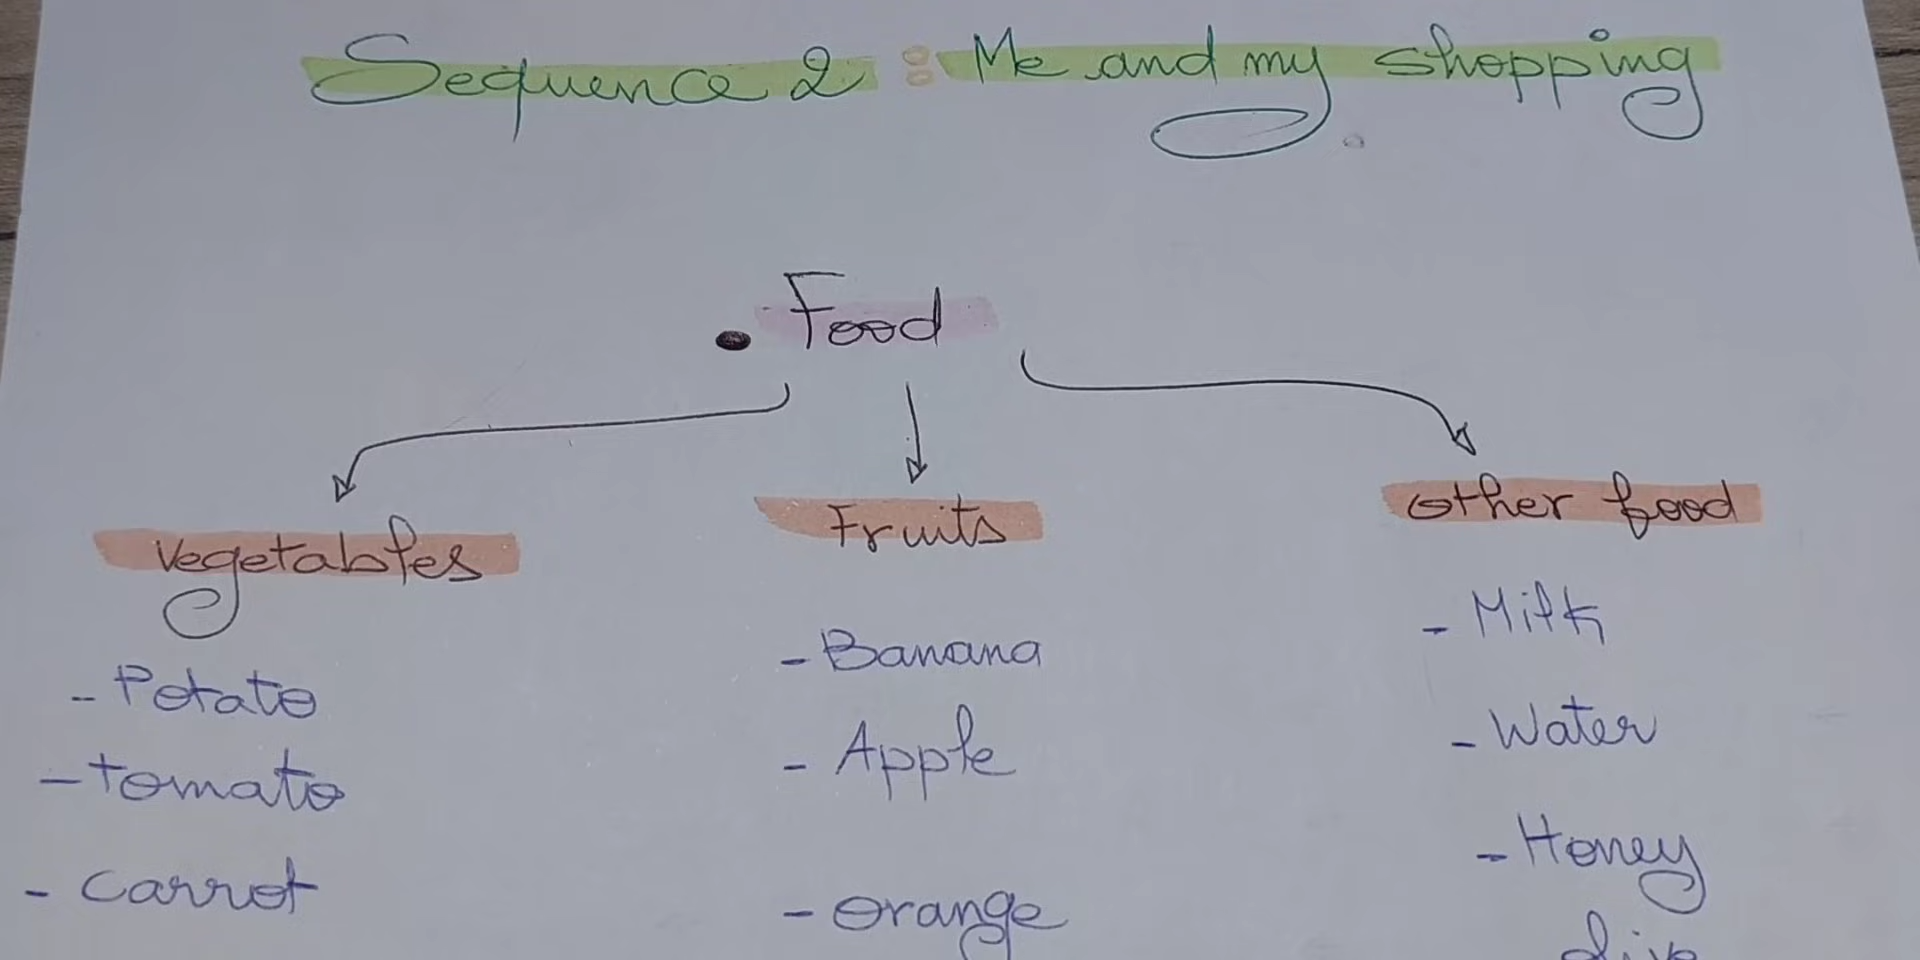 Sequence 2 : Me and my shopping.
• Food
Vegetables
- Potato
- tomato
- carrot
Fruits
- Banana
- Apple
- Orange
Other food
- Milk
- Water
- Honey